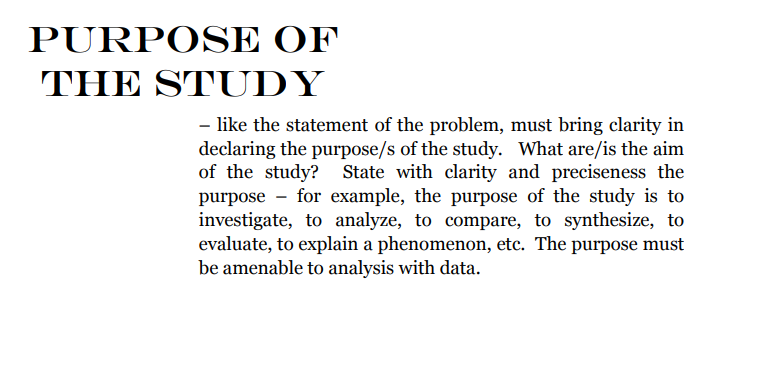 PURPOSE OF
THE STUDY
– like the statement of the problem, must bring clarity in
declaring the purpose/s of the study. What are/is the aim
of the study? State with clarity and preciseness the
purpose – for example, the purpose of the study is to
investigate, to analyze, to compare, to synthesize, to
evaluate, to explain a phenomenon, etc. The purpose must
be amenable to analysis with data.